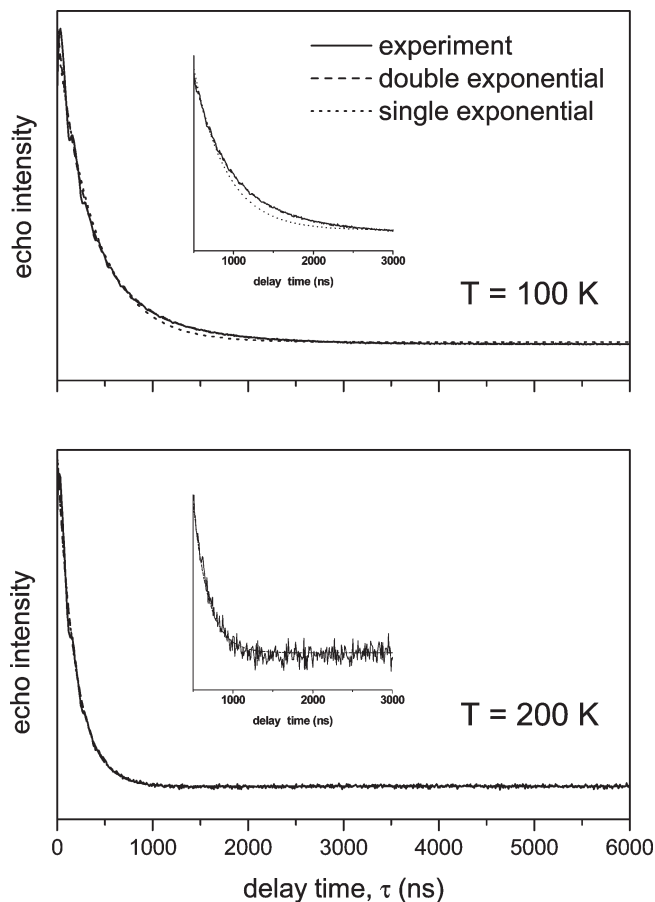 experiment
double exponential
single exponential
echo intensity
1000 2000 3000
delay time (ns)
T = 100 K
echo intensity
1000 2000 3000
delay time (ns)
T = 200 K
0 1000 2000 3000 4000 5000 6000
delay time, τ (ns)